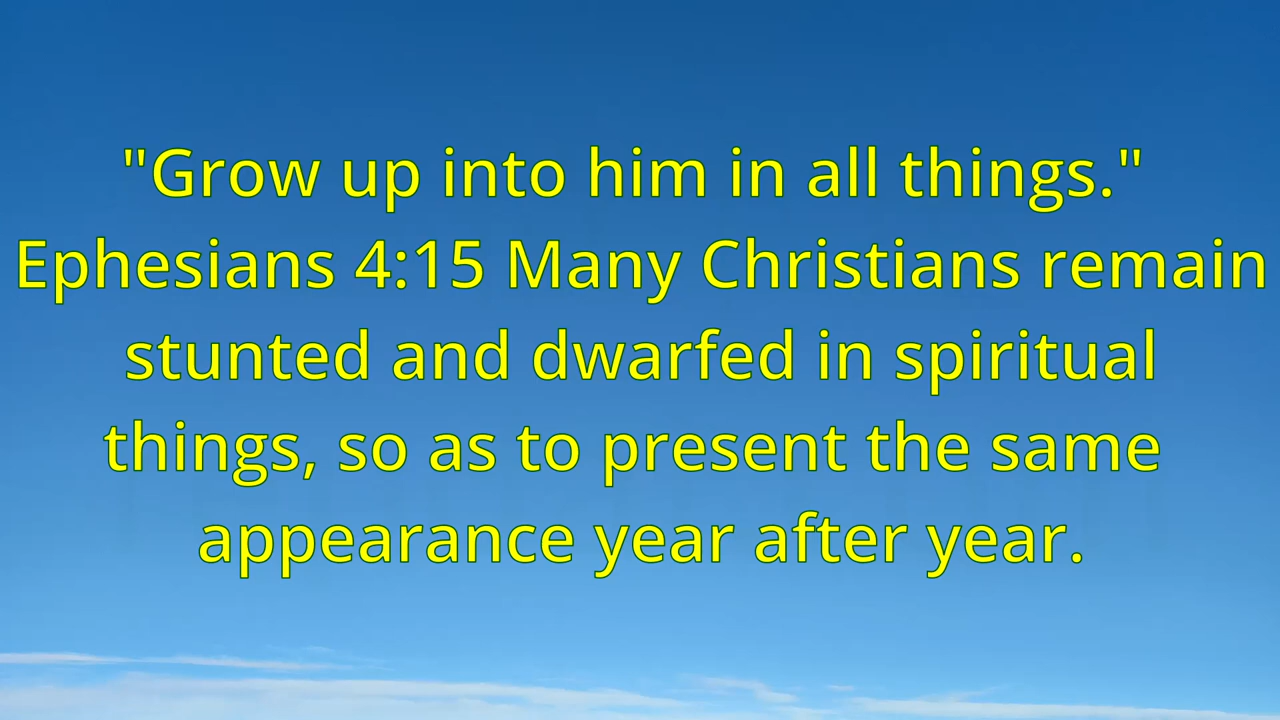 "Grow up into him in all things."
Ephesians 4:15 Many Christians remain
stunted and dwarfed in spiritual
things, so as to present the same
appearance year after year.